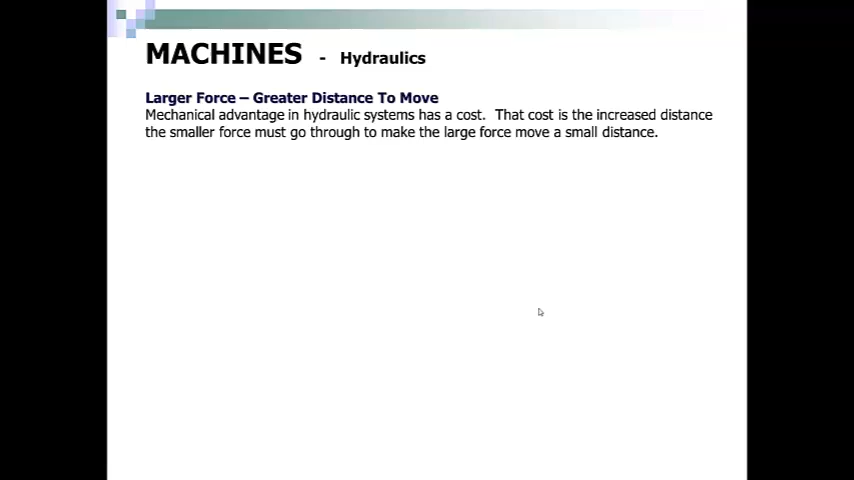 MACHINES - Hydraulics
Larger Force – Greater Distance To Move
Mechanical advantage in hydraulic systems has a cost. That cost is the increased distance
the smaller force must go through to make the large force move a small distance.